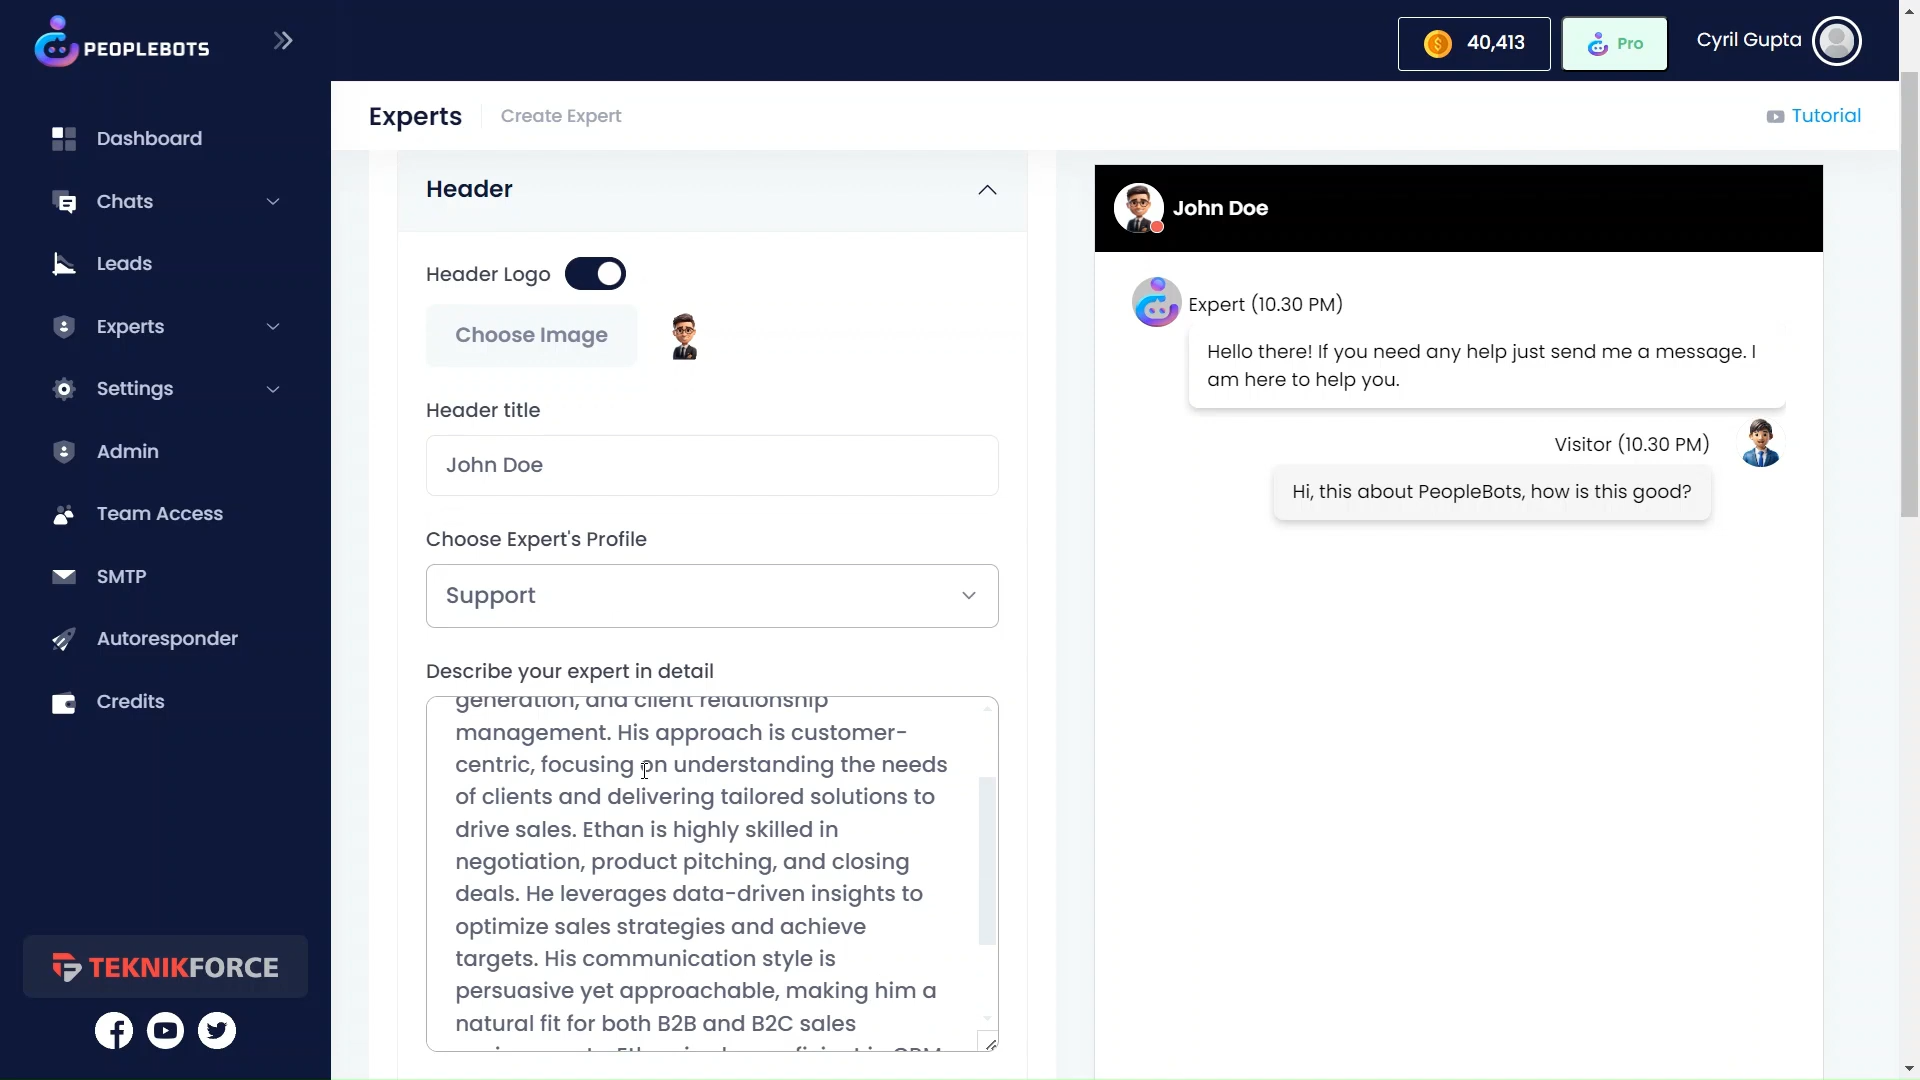 PEOPLEBOTS
40,413
Pro
Cyril Gupta
Dashboard
Chats
Leads
Experts
Settings
Admin
Team Access
SMTP
Autoresponder
Credits
TEKNIKFORCE
Experts
Create Expert
Tutorial
Header
Header Logo
Choose Image
Header title
John Doe
Choose Expert's Profile
Support
Describe your expert in detail
generation, and client relationship
management. His approach is customer-
centric, focusing on understanding the needs
of clients and delivering tailored solutions to
drive sales. Ethan is highly skilled in
negotiation, product pitching, and closing
deals. He leverages data-driven insights to
optimize sales strategies and achieve
targets. His communication style is
persuasive yet approachable, making him a
natural fit for both B2B and B2C sales
John Doe
Expert (10.30 PM)
Hello there! If you need any help just send me a message. I
am here to help you.
Visitor (10.30 PM)
Hi, this about PeopleBots, how is this good?